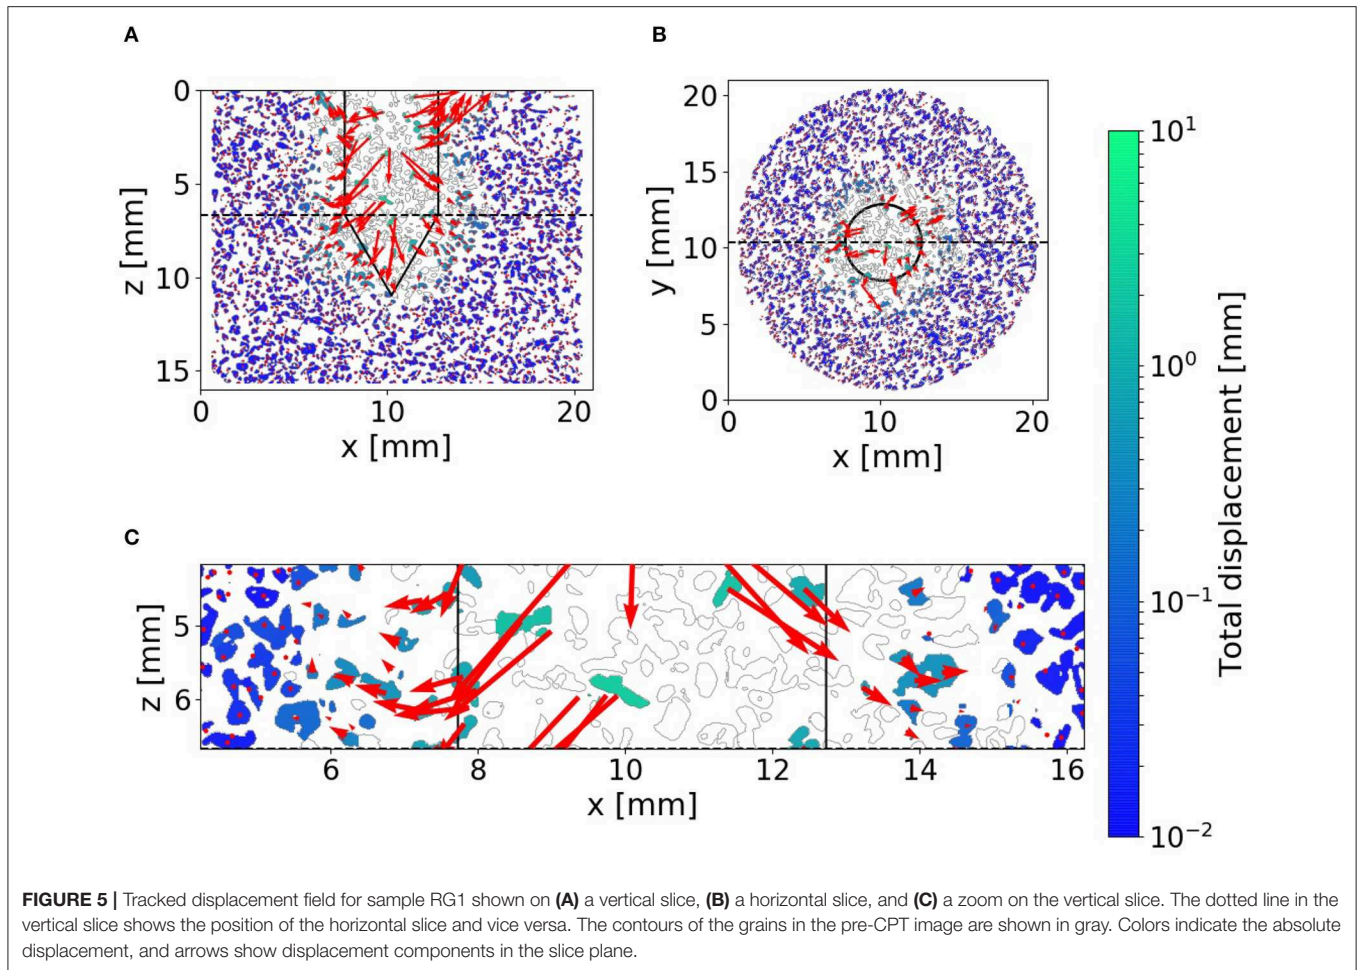 A
B
0
5
10
15
z [mm]
0
10
20
x [mm]
20
15
10
5
0
y [mm]
0
10
20
x [mm]
10¹
10⁰
10⁻¹
10⁻²
Total displacement [mm]
C
5
6
z [mm]
6
8
10
12
14
16
x [mm]
FIGURE 5 | Tracked displacement field for sample RG1 shown on (A) a vertical slice, (B) a horizontal slice, and (C) a zoom on the vertical slice. The dotted line in the
vertical slice shows the position of the horizontal slice and vice versa. The contours of the grains in the pre-CPT image are shown in gray. Colors indicate the absolute
displacement, and arrows show displacement components in the slice plane.